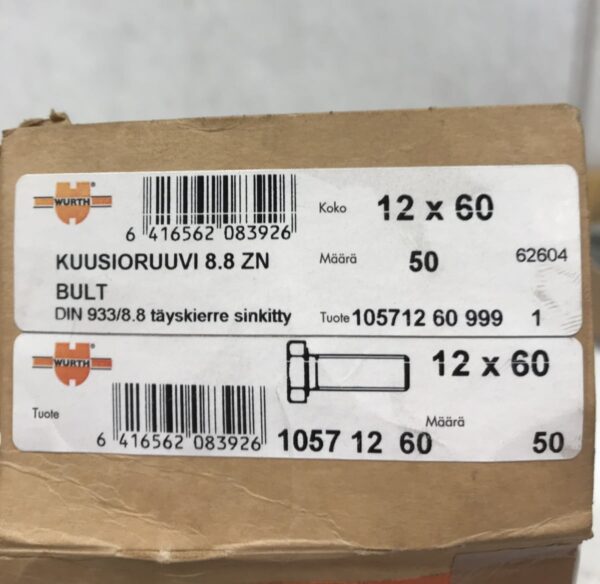 WURTH
6 416562 083926
Koko 12 x 60
KUUSIORUUVI 8.8 ZN
Määrä 50 62604
BULT
DIN 933/8.8 täyskierre sinkitty
Tuote 105712 60 999 1
WURTH
12 x 60
Tuote
6 416562 083926
1057 12 60
Määrä
50